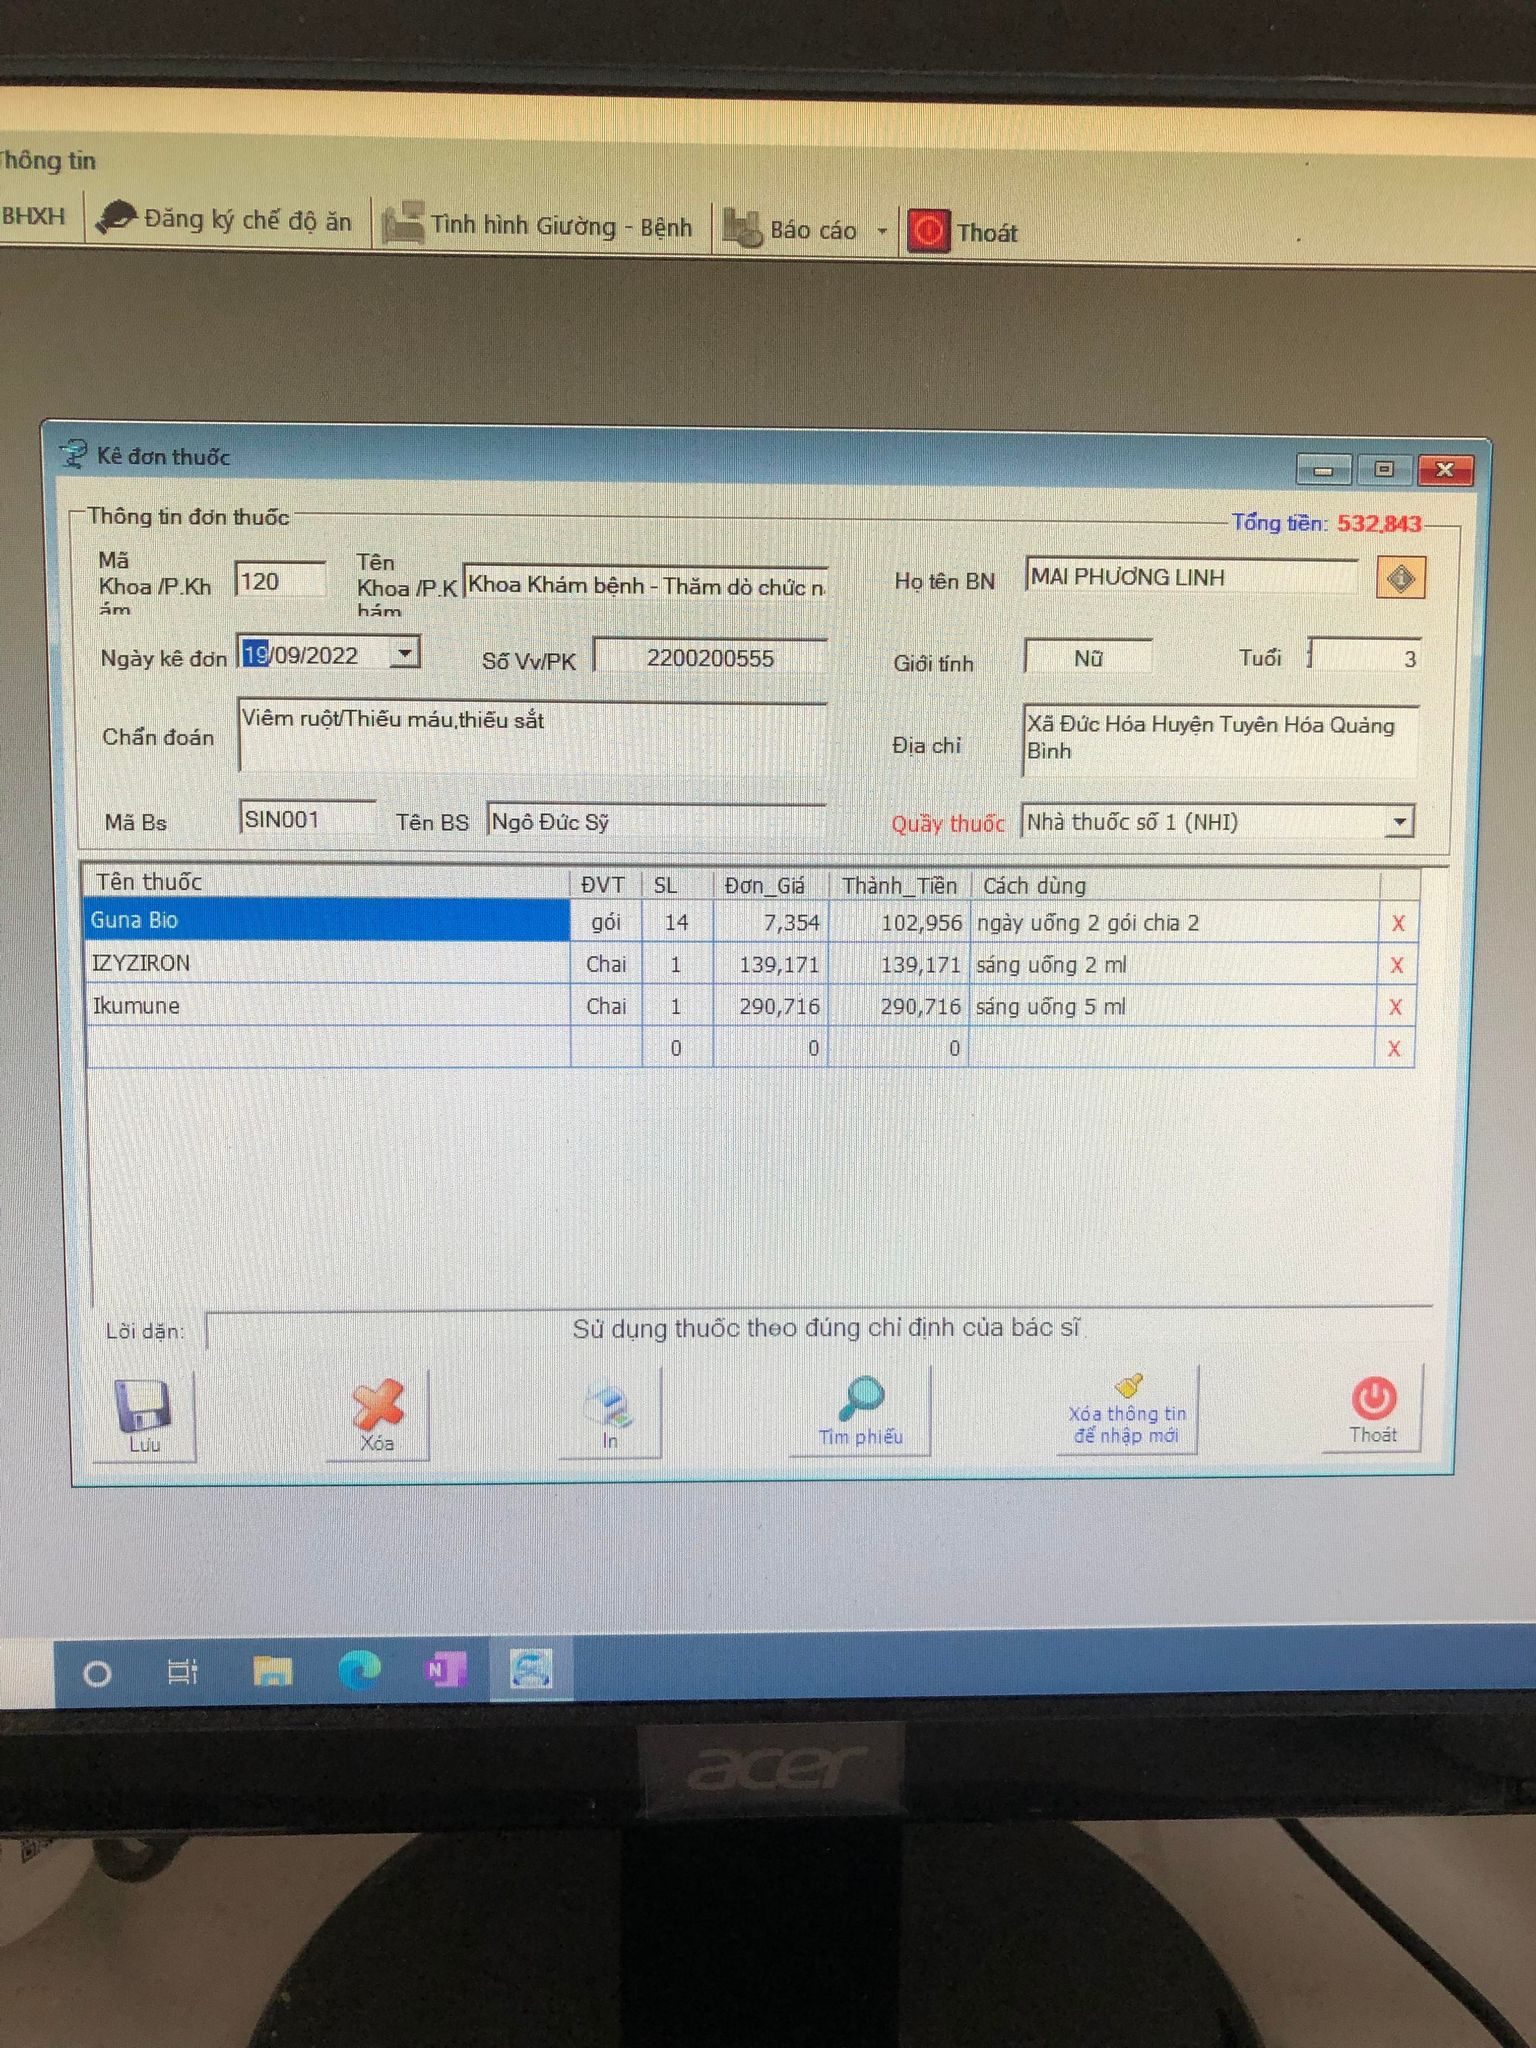 Thông tin
BHXH Đăng ký chế độ ăn Tình hình Giường - Bệnh Báo cáo Thoát
Kê đơn thuốc
Thông tin đơn thuốc Tổng tiền: 532,843
Mã Khoa /P.Khám 120 Tên Khoa /P.Khám Khoa Khám bệnh - Thăm dò chức n Họ tên BN MAI PHƯƠNG LINH
Ngày kê đơn 19/09/2022 Số Vv/PK 2200200555 Giới tính Nữ Tuổi 3
Chẩn đoán Viêm ruột/Thiếu máu,thiếu sắt Địa chỉ Xã Đức Hóa Huyện Tuyên Hóa Quảng
Bình
Mã Bs SIN001 Tên BS Ngô Đức Sỹ Quầy thuốc Nhà thuốc số 1 (NHI)
Tên thuốc ĐVT SL Đơn_Giá Thành_Tiền Cách dùng
Guna Bio gói 14 7,354 102,956 ngày uống 2 gói chia 2 X
IZYZIRON Chai 1 139,171 139,171 sáng uống 2 ml X
Ikumune Chai 1 290,716 290,716 sáng uống 5 ml X
0 0 0 X
Lời dặn: Sử dụng thuốc theo đúng chỉ định của bác sĩ
Lưu Xóa In Tìm phiếu Xóa thông tin
để nhập mới Thoát
N
acer